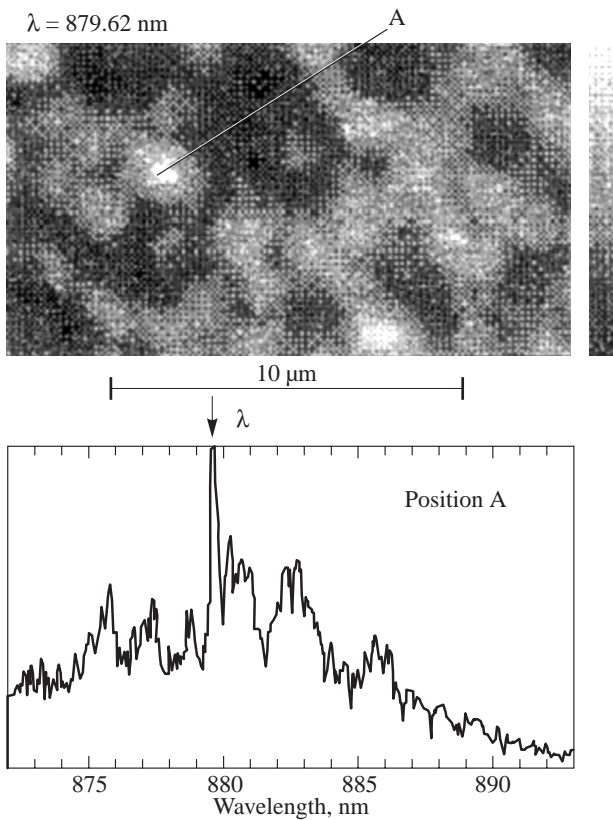 λ = 879.62 nm
A
10 μm
λ
Position A
875 880 885 890
Wavelength, nm